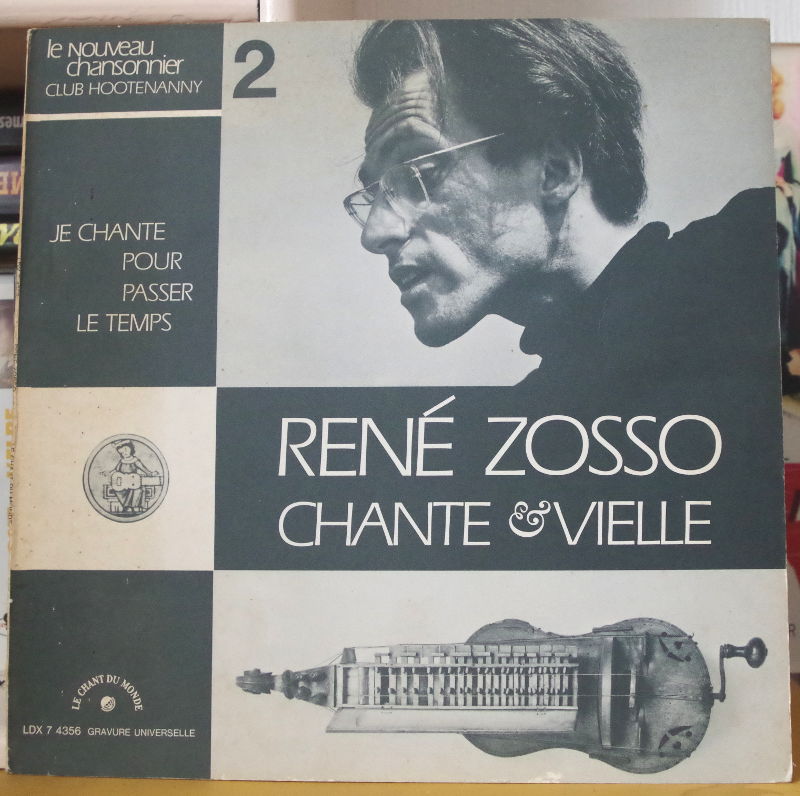 le NOUVEAU
chansonnier
CLUB HOOTENANNY
2
JE CHANTE
POUR
PASSER
LE TEMPS
RENÉ ZOSSO
CHANTE & VIELLE
LE CHANT DU MONDE
LDX 7 4356 GRAVURE UNIVERSELLE